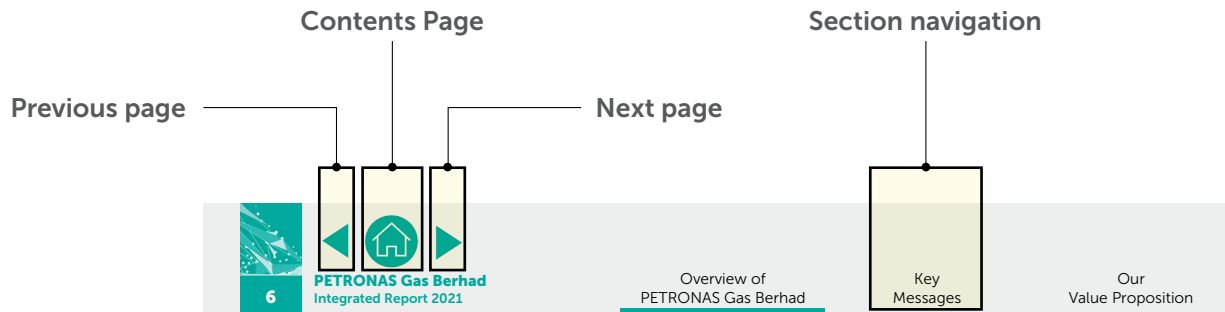 Contents Page
Section navigation
Previous page
Next page
6
PETRONAS Gas Berhad
Integrated Report 2021
Overview of
PETRONAS Gas Berhad
Key
Messages
Our
Value Proposition